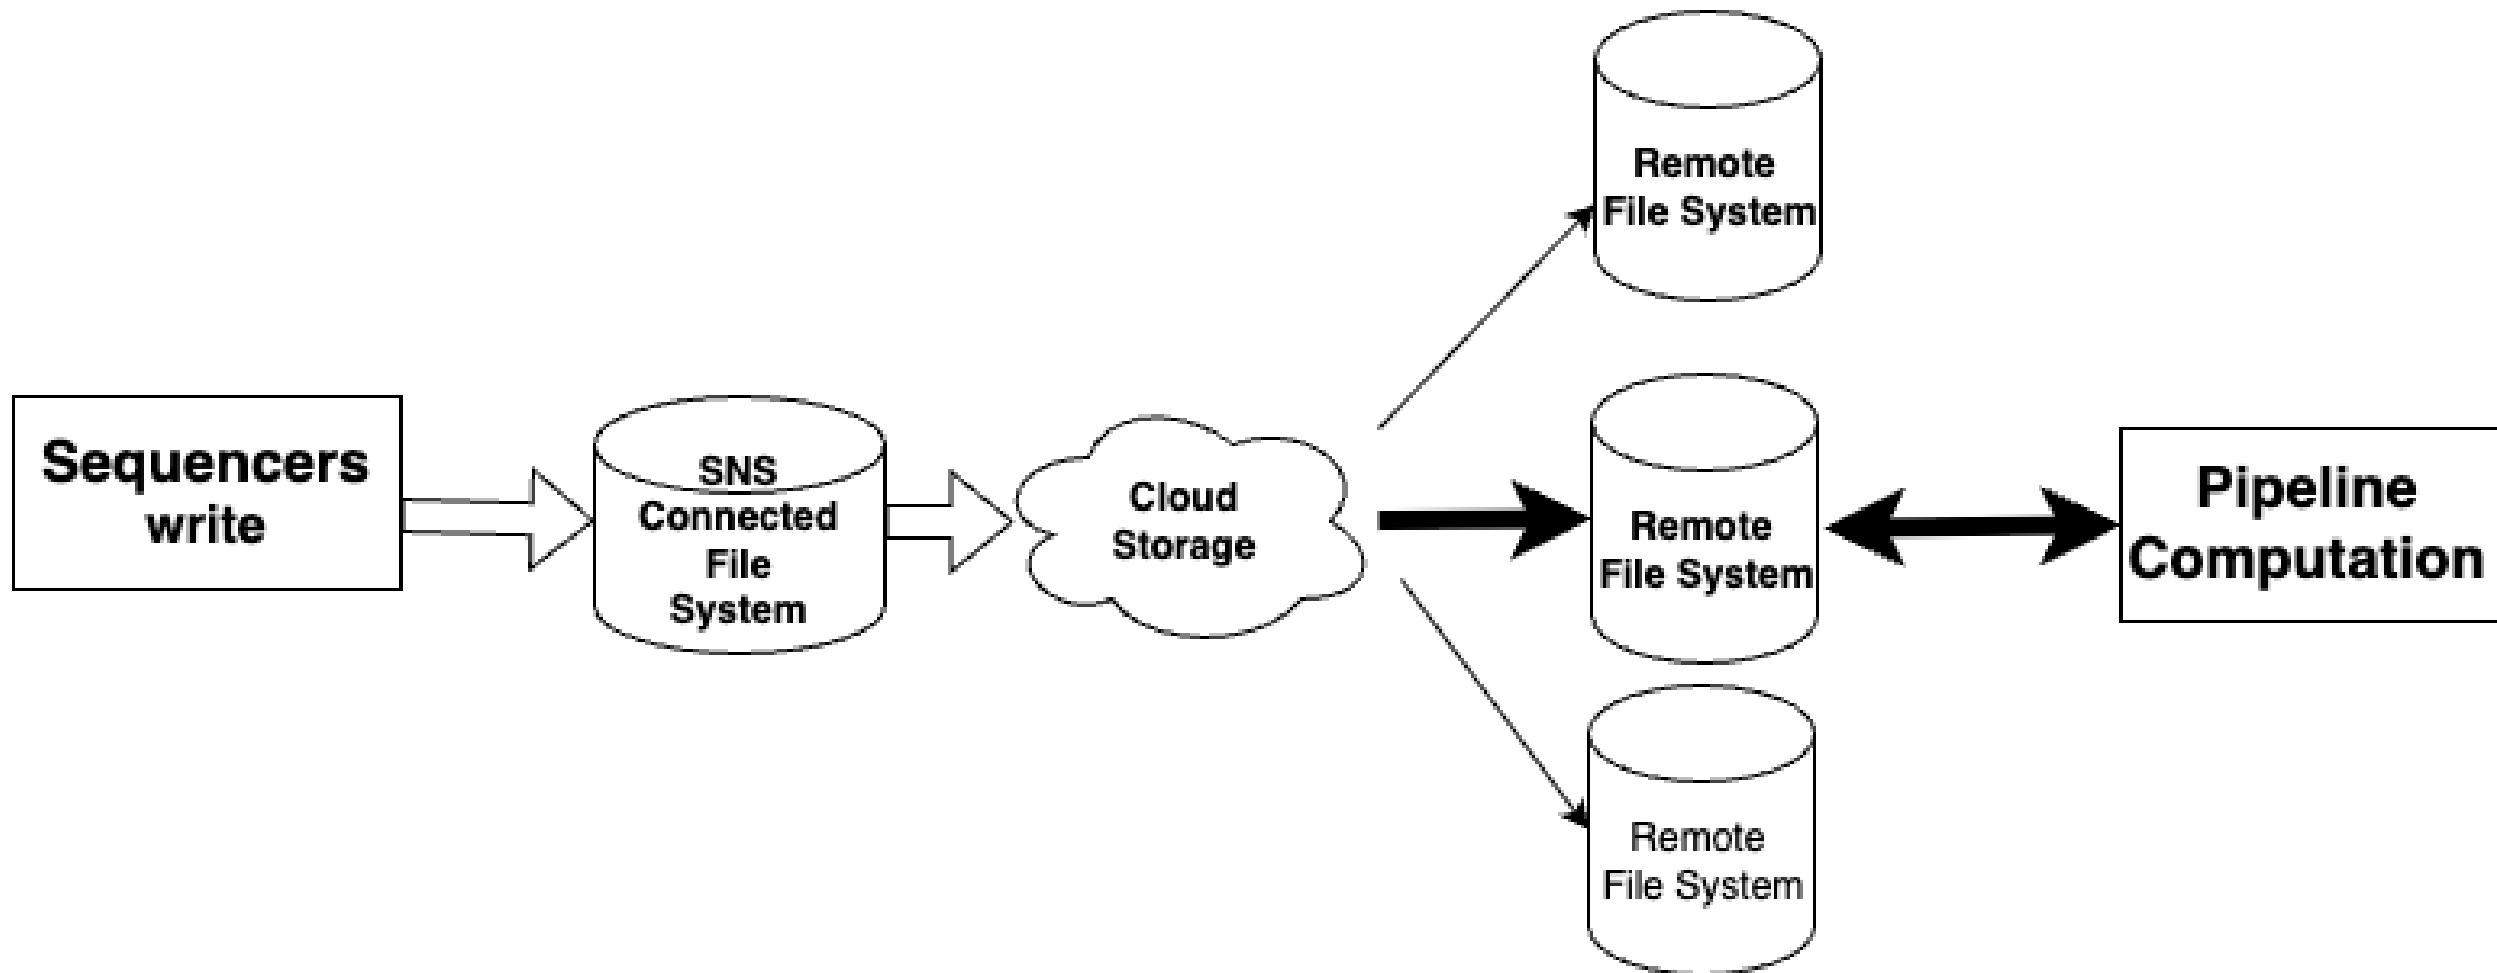 Sequencers
write
SNS
Connected
File
System
Cloud
Storage
Remote
File System
Remote
File System
Remote
File System
Pipeline
Computation